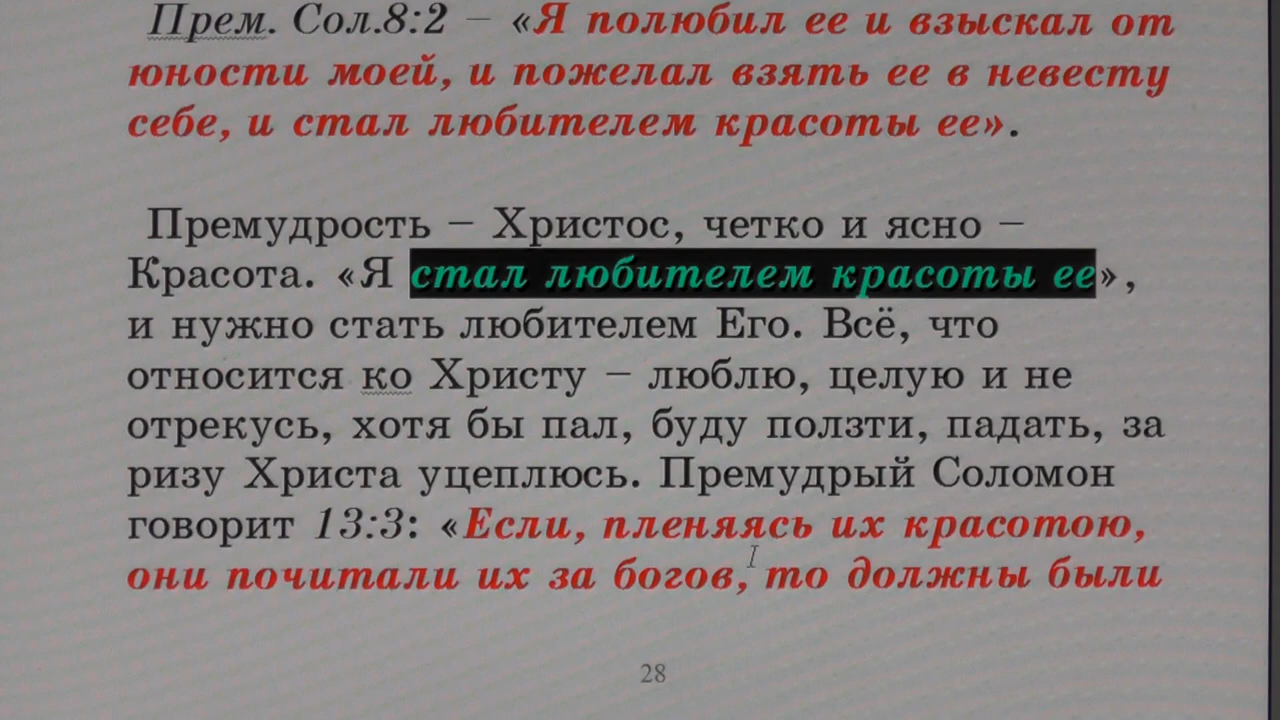 Прем. Сол.8:2 – «Я полюбил ее и взыскал от
юности моей, и пожелал взять ее в невесту
себе, и стал любителем красоты ее».
Премудрость – Христос, четко и ясно –
Красота. «Я стал любителем красоты ее»,
и нужно стать любителем Его. Всё, что
относится ко Христу – люблю, целую и не
отрекусь, хотя бы пал, буду ползти, падать, за
ризу Христа уцеплюсь. Премудрый Соломон
говорит 13:3: «Если, пленяясь их красотою,
они почитали их за богов, то должны были
28